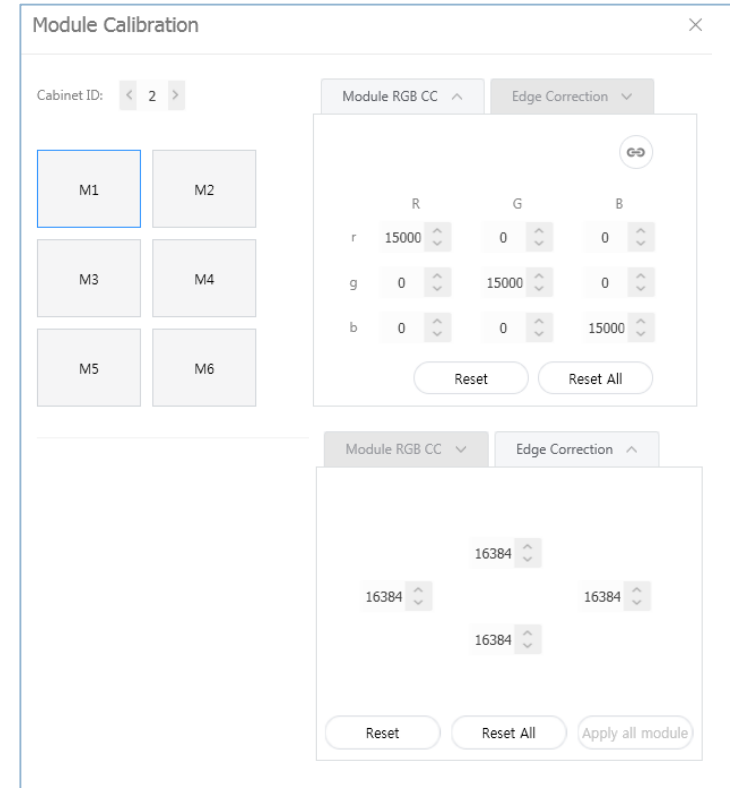 Module Calibration
Cabinet ID: < 2 >
Module RGB CC Edge Correction
M1 M2
M3 M4
M5 M6
R G B
r 15000 0 0
g 0 15000 0
b 0 0 15000
Reset Reset All
Module RGB CC Edge Correction
16384
16384 16384
16384
Reset Reset All Apply all module